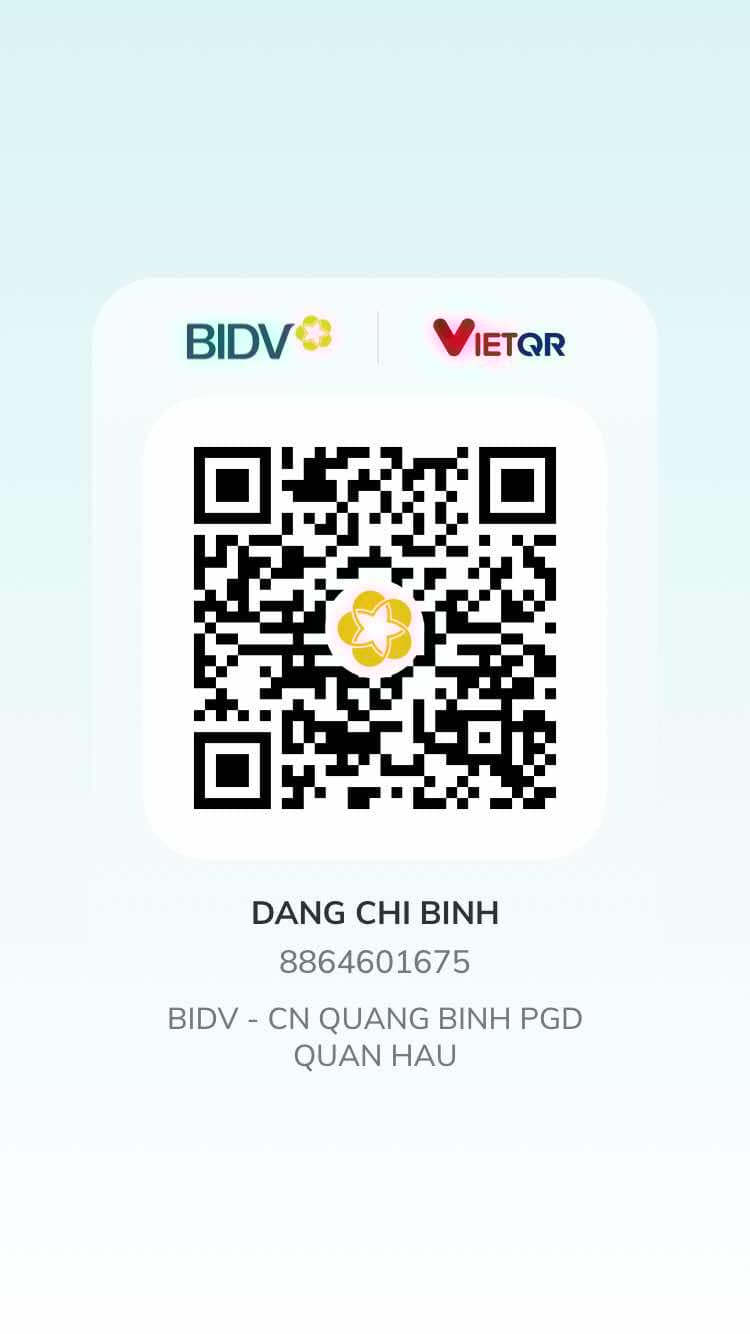 BIDV
VIETQR
DANG CHI BINH
8864601675
BIDV - CN QUANG BINH PGD
QUAN HAU